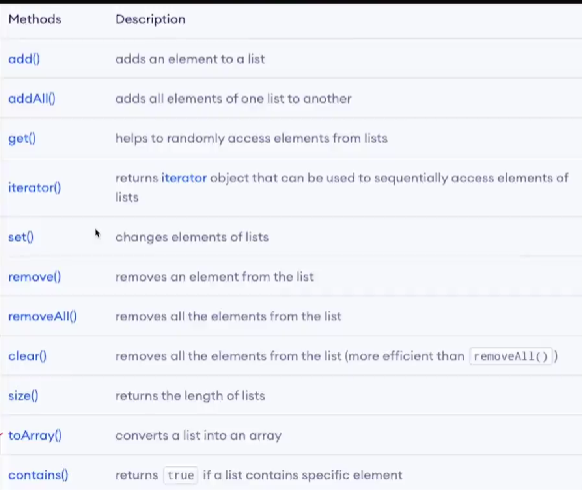 Methods Description
add() adds an element to a list
addAll() adds all elements of one list to another
get() helps to randomly access elements from lists
iterator() returns iterator object that can be used to sequentially access elements of
lists
set() changes elements of lists
remove() removes an element from the list
removeAll() removes all the elements from the list
clear() removes all the elements from the list (more efficient than removeAll())
size() returns the length of lists
toArray() converts a list into an array
contains() returns true if a list contains specific element